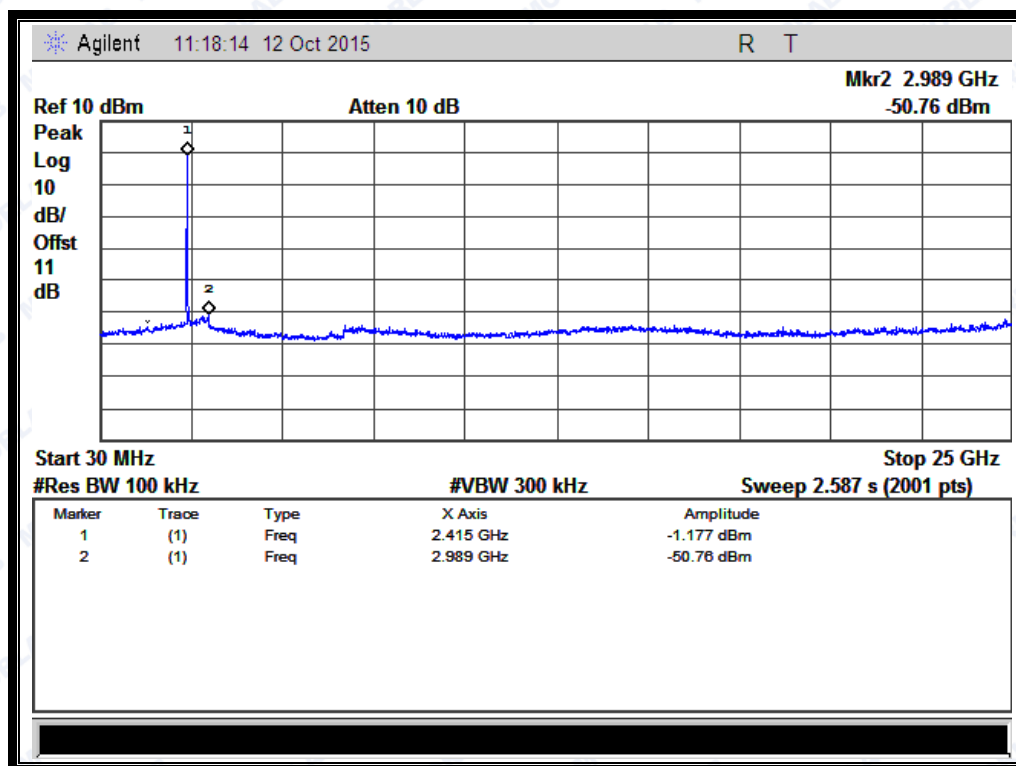 Agilent 11:18:14 12 Oct 2015 R T
Mkr2 2.989 GHz
Ref 10 dBm Atten 10 dB -50.76 dBm
Peak
Log
10
dB/
Offst
11
dB
1
2
Start 30 MHz Stop 25 GHz
#Res BW 100 kHz #VBW 300 kHz Sweep 2.587 s (2001 pts)
Marker Trace Type X Axis Amplitude
1 (1) Freq 2.415 GHz -1.177 dBm
2 (1) Freq 2.989 GHz -50.76 dBm